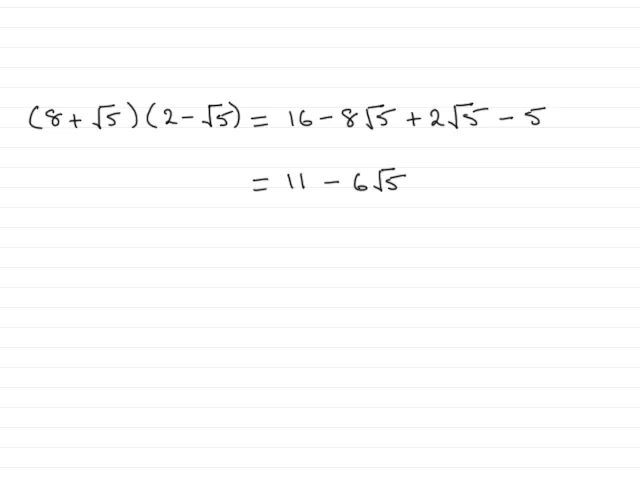 (8 + √5)(2 − √5) = 16 − 8√5 + 2√5 − 5
= 11 − 6√5